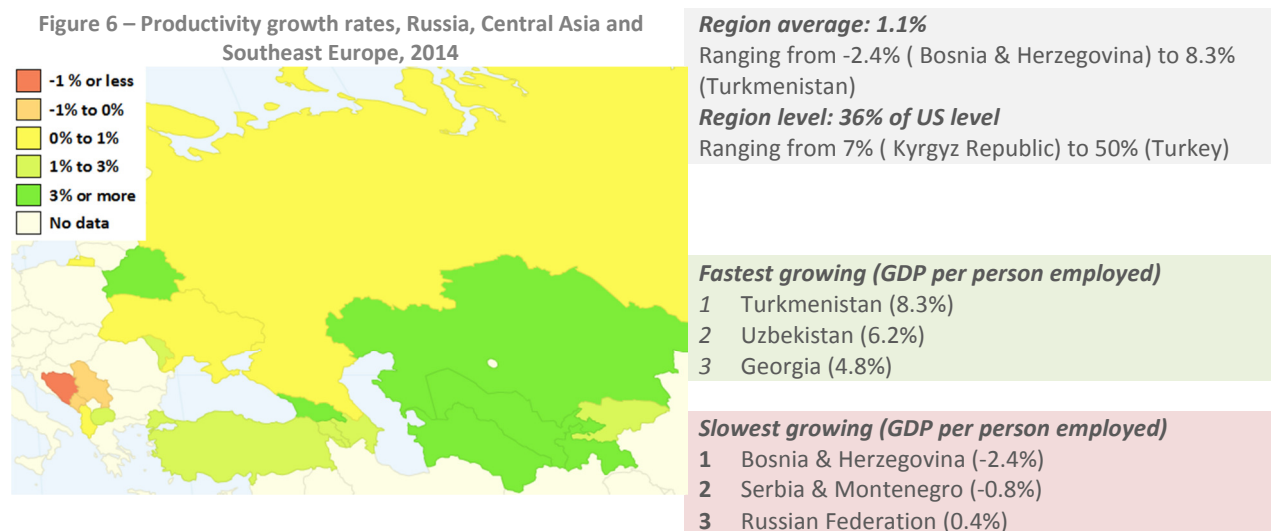 Figure 6 – Productivity growth rates, Russia, Central Asia and
Southeast Europe, 2014
-1 % or less
-1% to 0%
0% to 1%
1% to 3%
3% or more
No data
Region average: 1.1%
Ranging from -2.4% ( Bosnia & Herzegovina) to 8.3%
(Turkmenistan)
Region level: 36% of US level
Ranging from 7% ( Kyrgyz Republic) to 50% (Turkey)
Fastest growing (GDP per person employed)
1 Turkmenistan (8.3%)
2 Uzbekistan (6.2%)
3 Georgia (4.8%)
Slowest growing (GDP per person employed)
1 Bosnia & Herzegovina (-2.4%)
2 Serbia & Montenegro (-0.8%)
3 Russian Federation (0.4%)